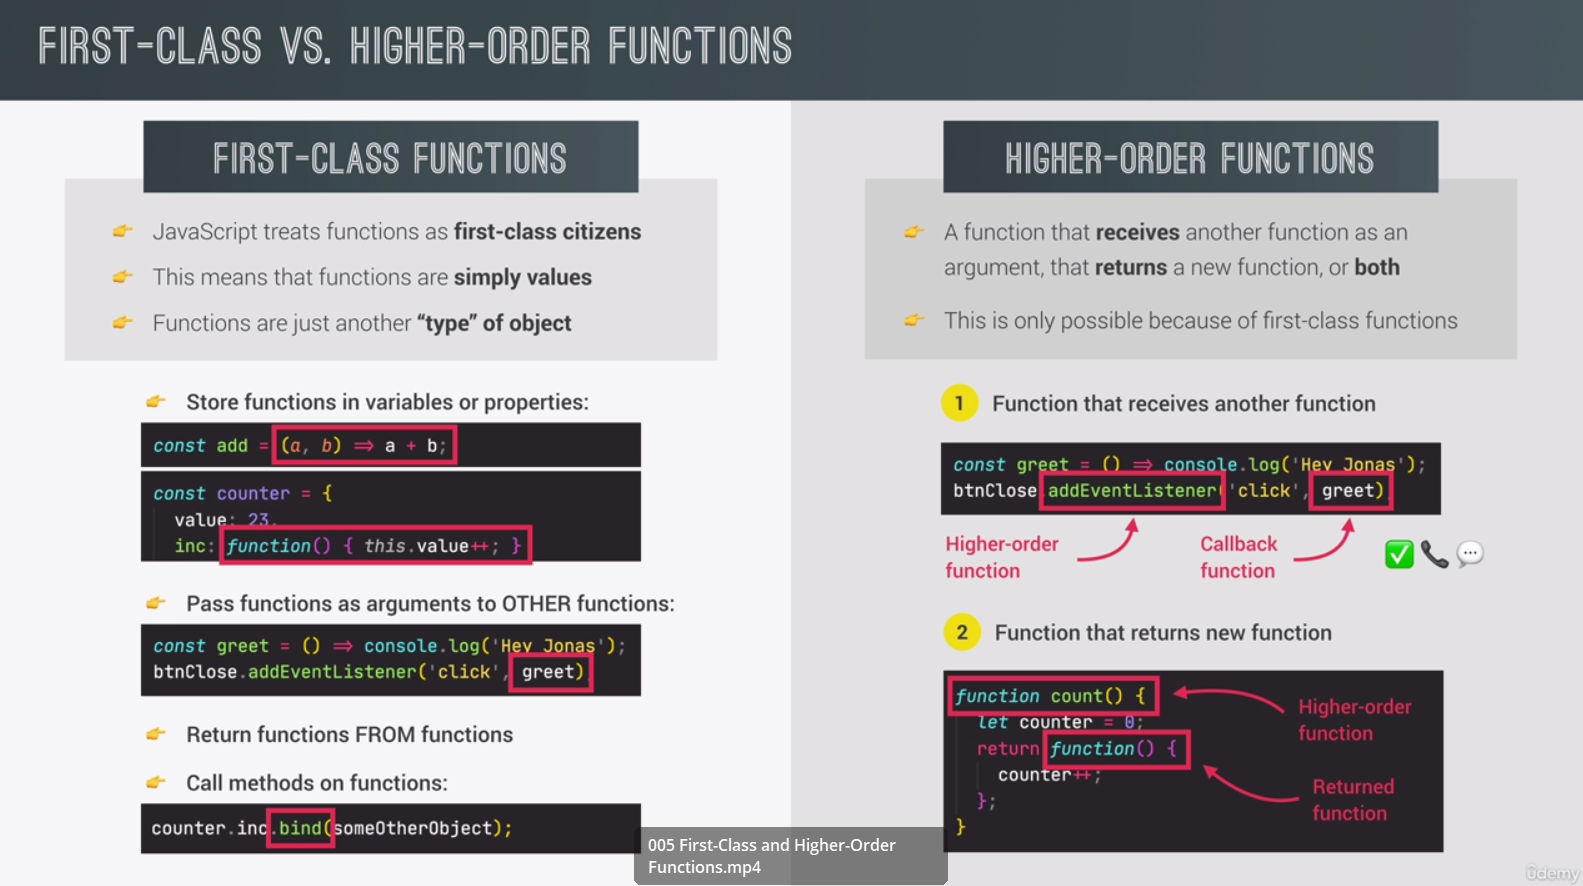 FIRST-CLASS VS. HIGHER-ORDER FUNCTIONS
FIRST-CLASS FUNCTIONS
JavaScript treats functions as first-class citizens
This means that functions are simply values
Functions are just another “type” of object
Store functions in variables or properties:
const add = (a, b) => a + b;
const counter = {
value: 23,
inc: function() { this.value++; }
Pass functions as arguments to OTHER functions:
const greet = () => console.log('Hey Jonas');
btnClose.addEventListener('click', greet)
Return functions FROM functions
Call methods on functions:
counter.inc.bind(someOtherObject);
HIGHER-ORDER FUNCTIONS
A function that receives another function as an
argument, that returns a new function, or both
This is only possible because of first-class functions
1 Function that receives another function
const greet = () => console.log('Hey Jonas');
btnClose.addEventListener('click', greet)
Higher-order
function
Callback
function
2 Function that returns new function
function count() {
let counter = 0;
return function() {
counter++;
};
}
Higher-order
function
Returned
function
005 First-Class and Higher-Order
Functions.mp4
ûdemy